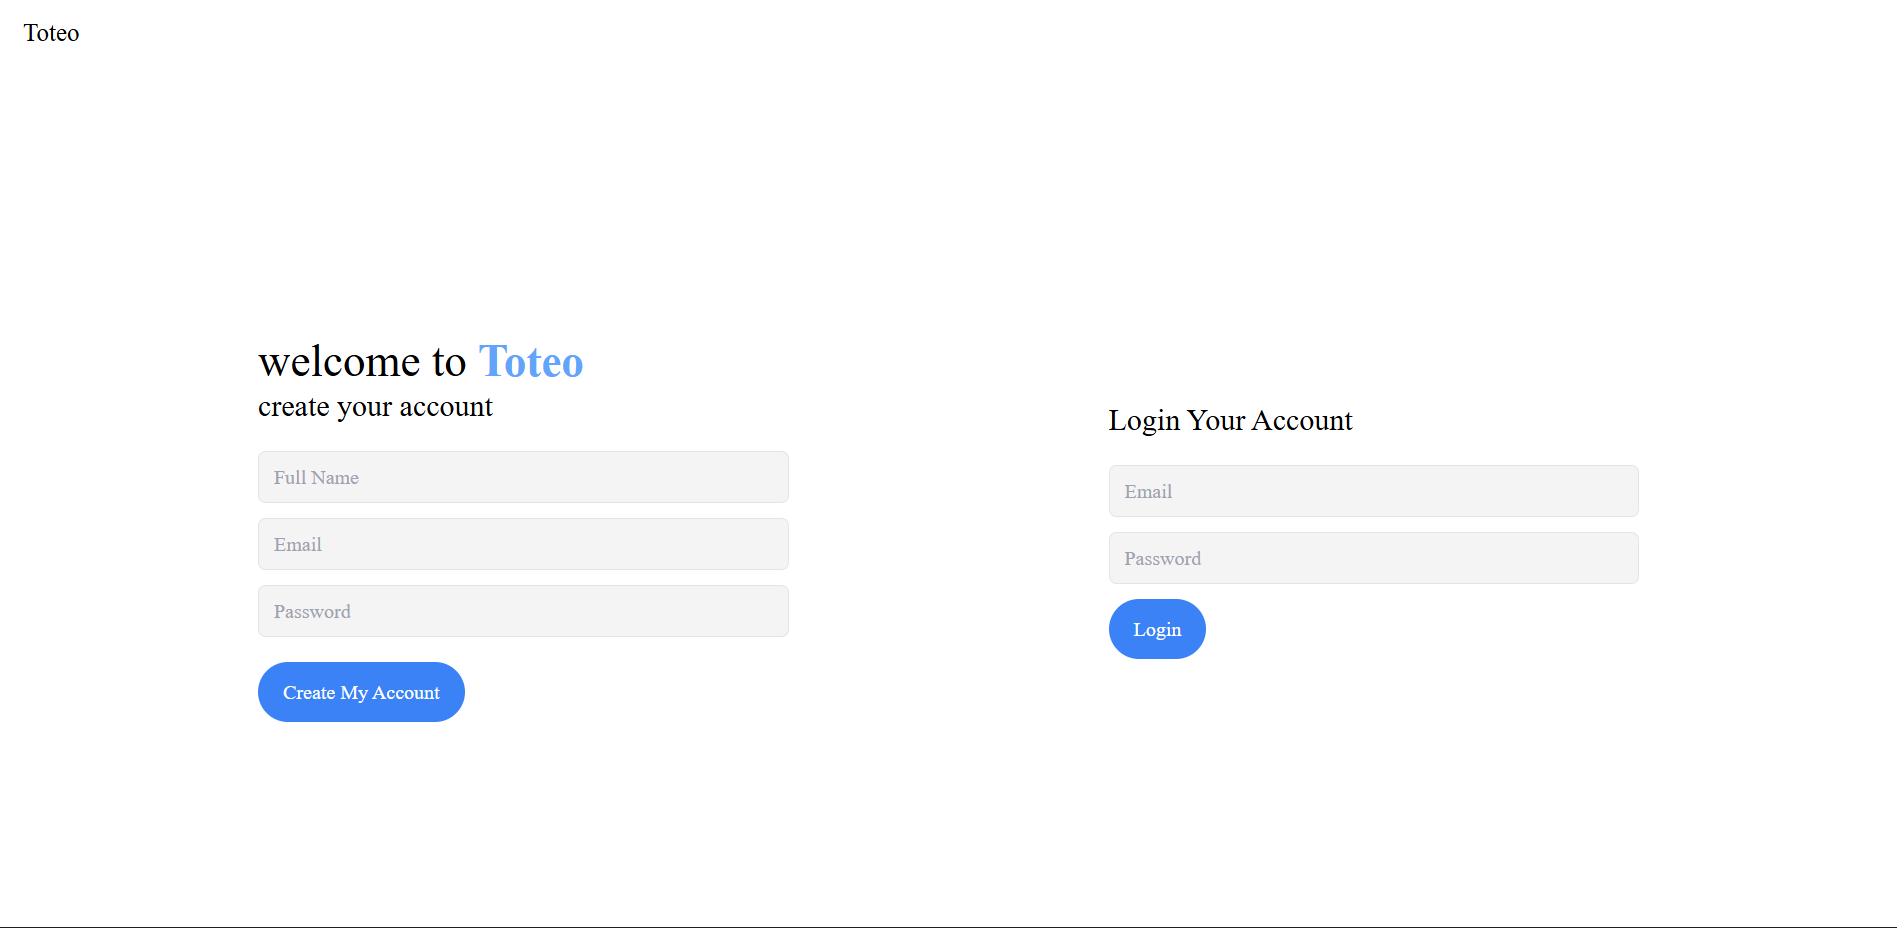 Toteo
welcome to Toteo
create your account
Full Name
Email
Password
Create My Account
Login Your Account
Email
Password
Login